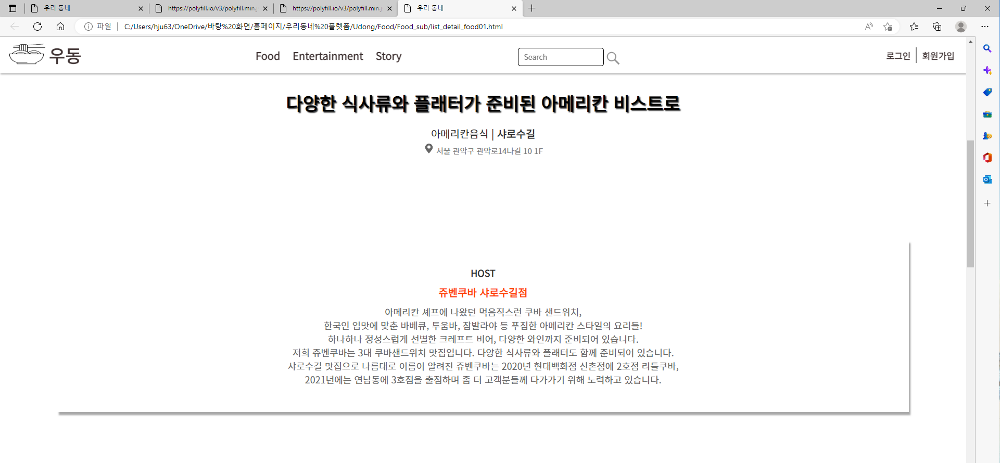 우리 동네
https://polyfill.io/v3/polyfill.min.j
https://polyfill.io/v3/polyfill.min.j
우리 동네
파일
C:/Users/hju63/OneDrive/바탕%20화면/홈페이지/우리동네%20플렛폼/Udong/Food/Food_sub/list_detail_food01.html
우동
Food Entertainment Story
Search
로그인 | 회원가입
다양한 식사류와 플래터가 준비된 아메리칸 비스트로
아메리칸음식 | 샤로수길
서울 관악구 관악로14나길 10 1F
HOST
쥬벤쿠바 샤로수길점
아메리칸 셰프에 나왔던 먹음직스런 쿠바 샌드위치,
한국인 입맛에 맞춘 바베큐, 투움바, 잠발라야 등 푸짐한 아메리칸 스타일의 요리들!
하나하나 정성스럽게 선별한 크레프트 비어, 다양한 와인까지 준비되어 있습니다.
저희 쥬벤쿠바는 3대 쿠바샌드위치 맛집입니다. 다양한 식사류와 플래터도 함께 준비되어 있습니다.
샤로수길 맛집으로 나름대로 이름이 알려진 쥬벤쿠바는 2020년 현대백화점 신촌점에 2호점 리틀쿠바,
2021년에는 연남동에 3호점을 출점하며 좀 더 고객분들께 다가가기 위해 노력하고 있습니다.